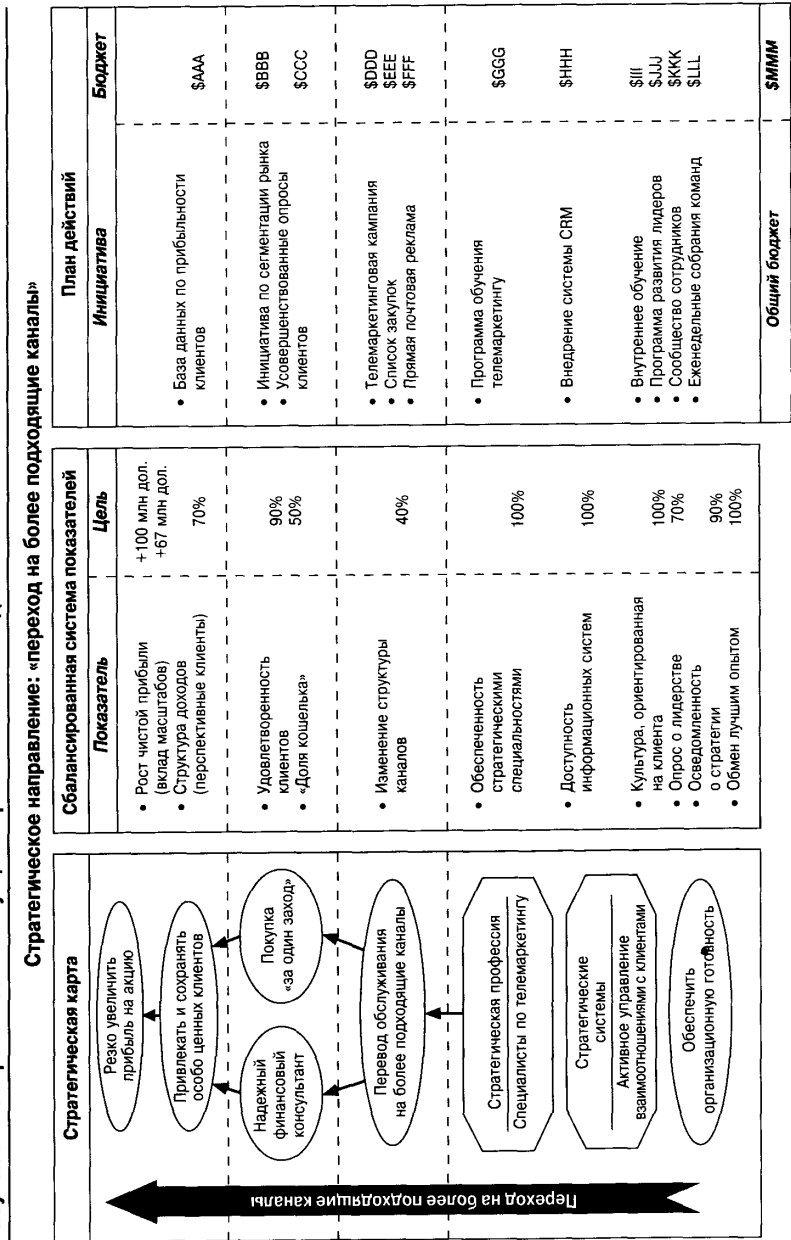 Стратегическое направление: «переход на более подходящие каналы»
Стратегическая карта
Переход на более подходящие каналы
Резко увеличить
прибыль на акцию
Привлекать и сохранять
особо ценных клиентов
Надежный
финансовый
консультант
Покупка
«за один заход»
Перевод обслуживания
на более подходящие каналы
Стратегическая профессия
Специалисты по телемаркетингу
Стратегические
системы
Активное управление
взаимоотношениями с клиентами
Обеспечить
организационную готовность
Сбалансированная система показателей
Показатель
Цель
• Рост чистой прибыли
(вклад масштабов)
• Структура доходов
(перспективные клиенты)
+100 млн дол.
+67 млн дол.
70%
• Удовлетворенность
клиентов
• «Доля кошелька»
90%
50%
• Изменение структуры
каналов
40%
• Обеспеченность
стратегическими
специальностями
100%
• Доступность
информационных систем
100%
• Культура, ориентированная
на клиента
• Опрос о лидерстве
• Осведомленность
о стратегии
• Обмен лучшим опытом
100%
70%
90%
100%
План действий
Инициатива
Бюджет
• База данных по прибыльности
клиентов
$AAA
• Инициатива по сегментации рынка
• Усовершенствованные опросы
клиентов
$BBB
$CCC
• Телемаркетинговая кампания
• Список закупок
• Прямая почтовая реклама
$DDD
$EEE
$FFF
• Программа обучения
телемаркетингу
$GGG
• Внедрение системы CRM
$HHH
• Внутреннее обучение
• Программа развития лидеров
• Сообщество сотрудников
• Еженедельные собрания команд
$III
$JJJ
$KKK
$LLL
Общий бюджет
$MMM